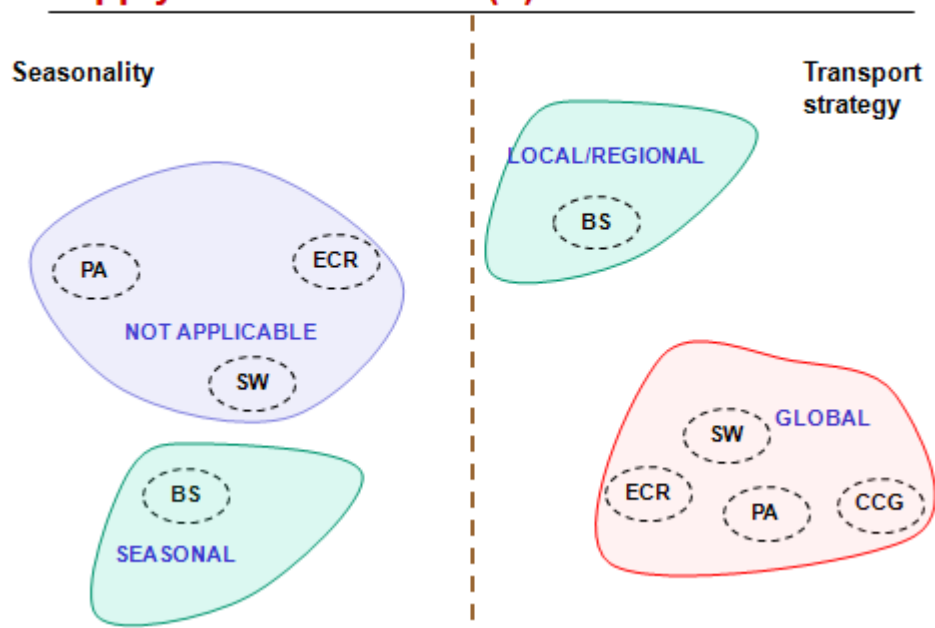 Seasonality
Transport
strategy
LOCAL/REGIONAL
BS
PA
ECR
NOT APPLICABLE
SW
BS
SEASONAL
GLOBAL
SW
ECR
PA
CCG